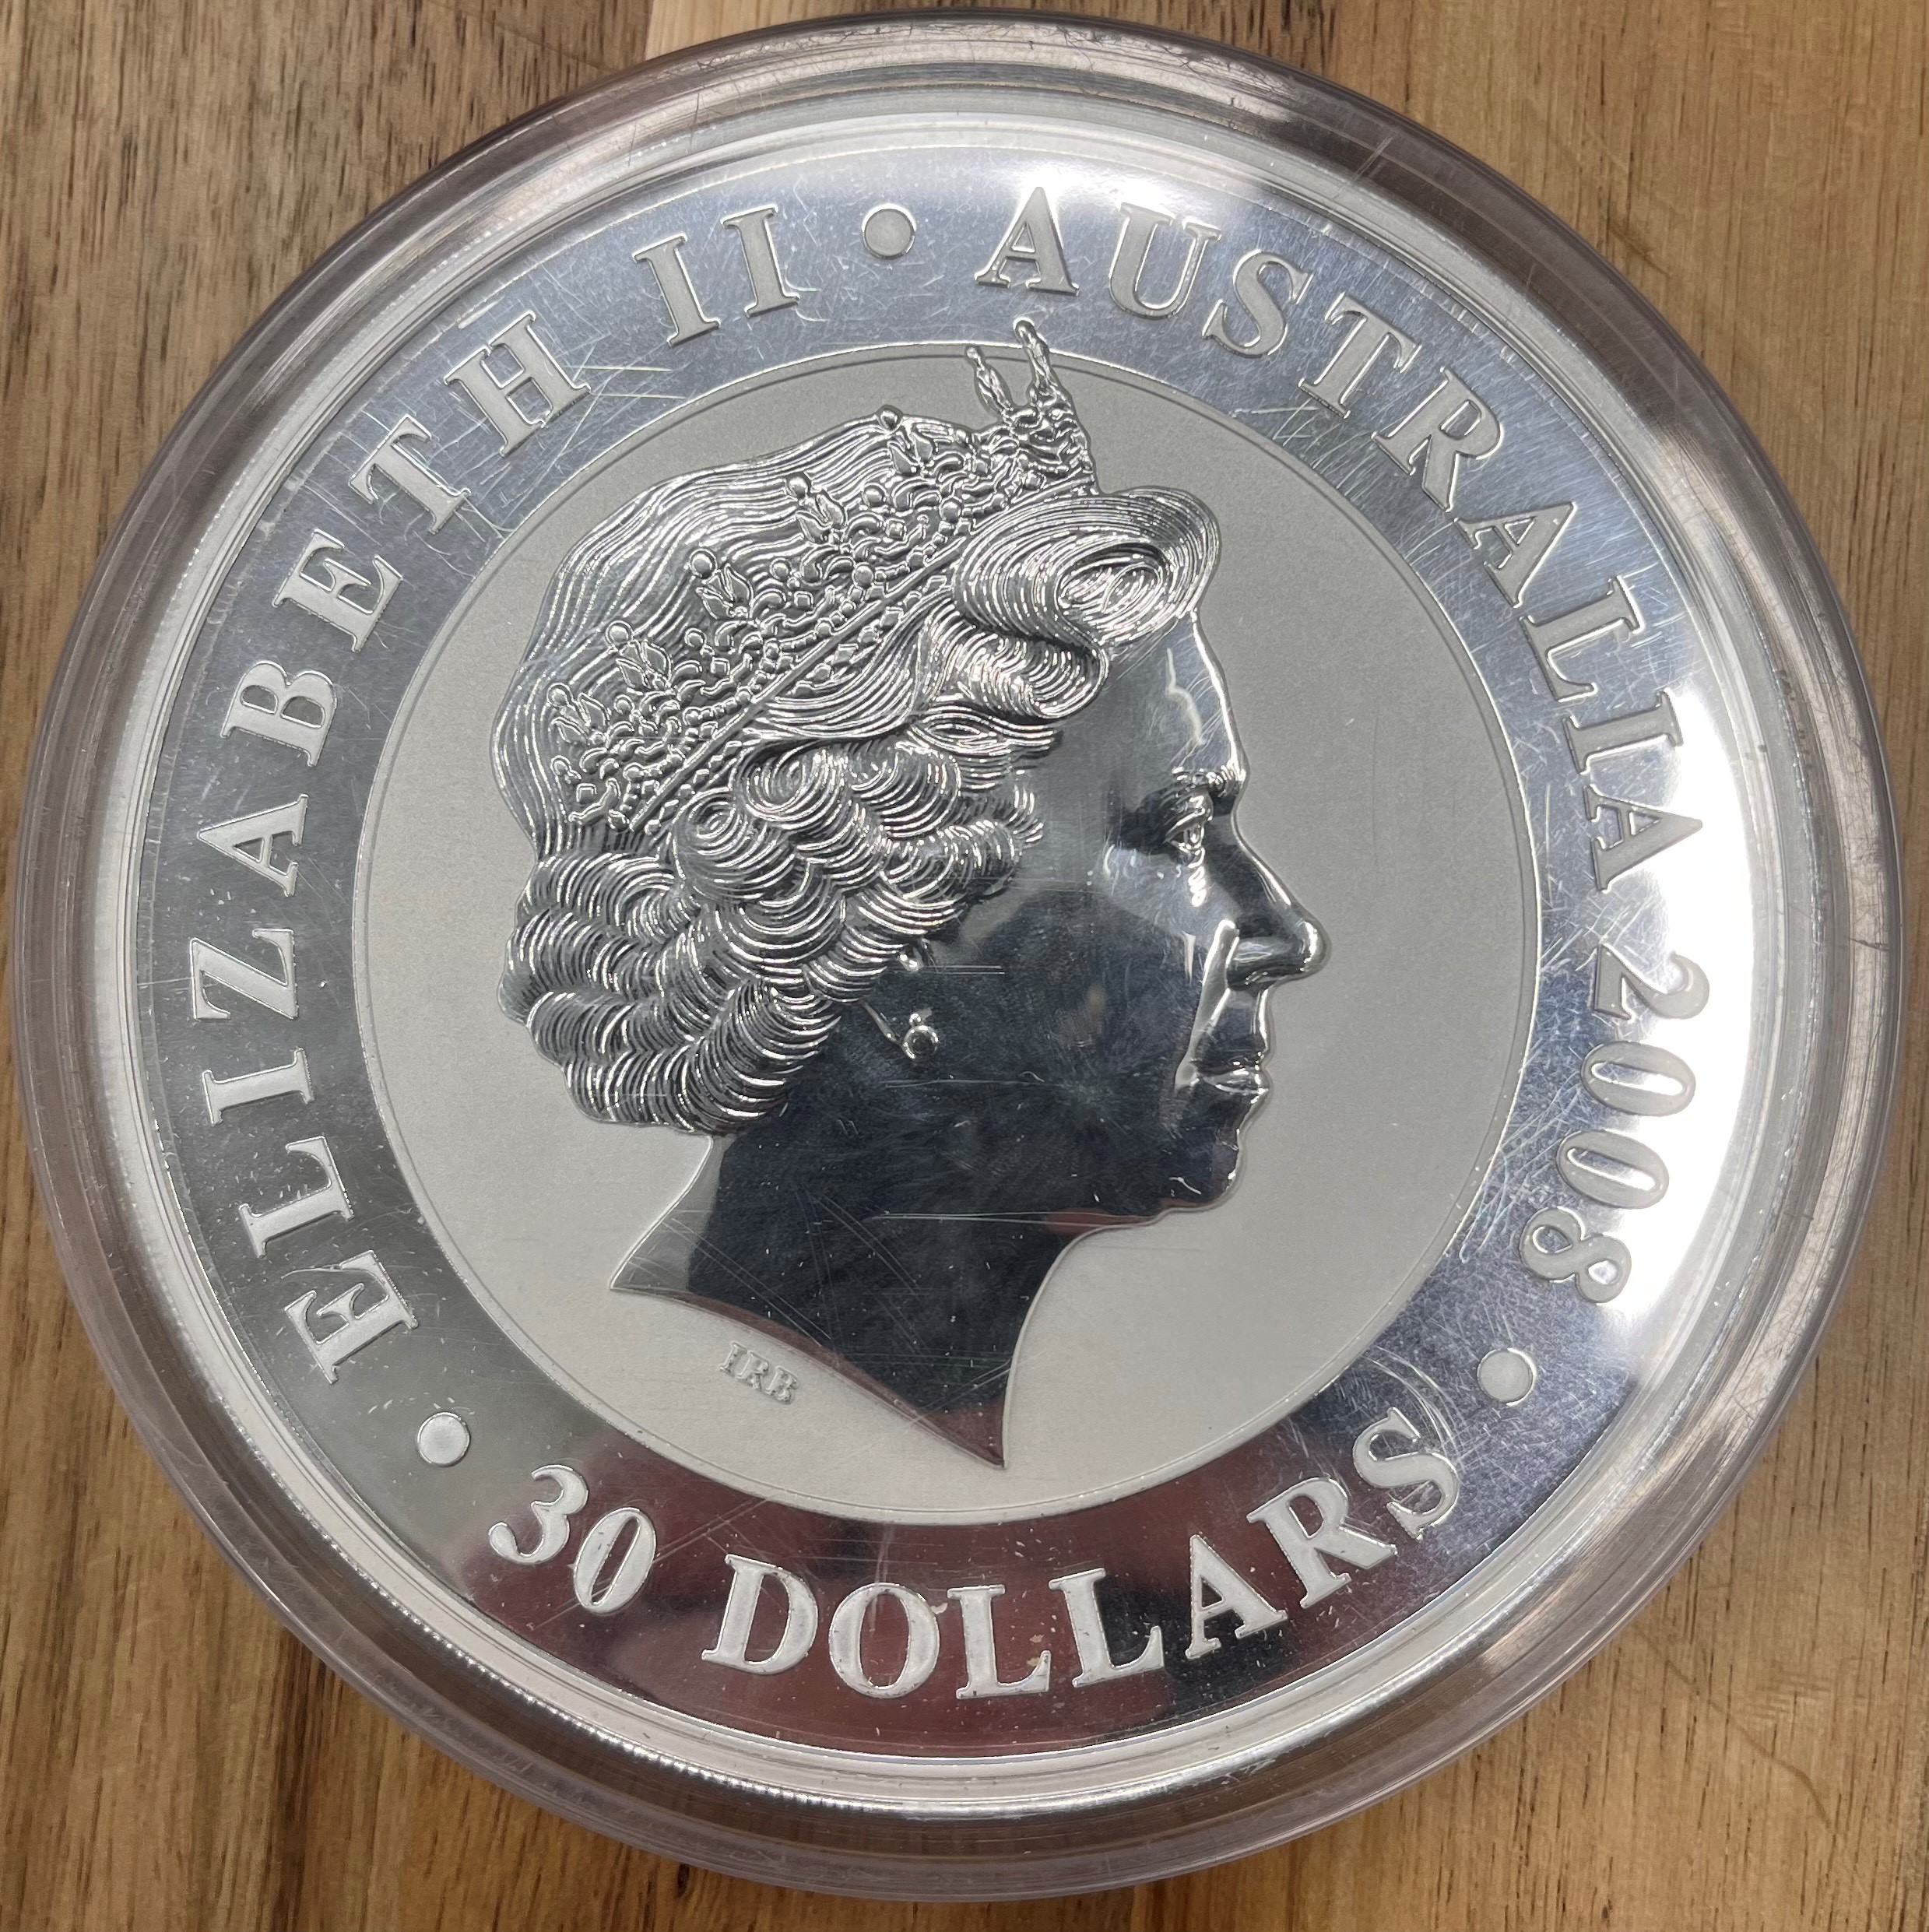 ELIZABETH II • AUSTRALIA 2008
• 30 DOLLARS •
IRB